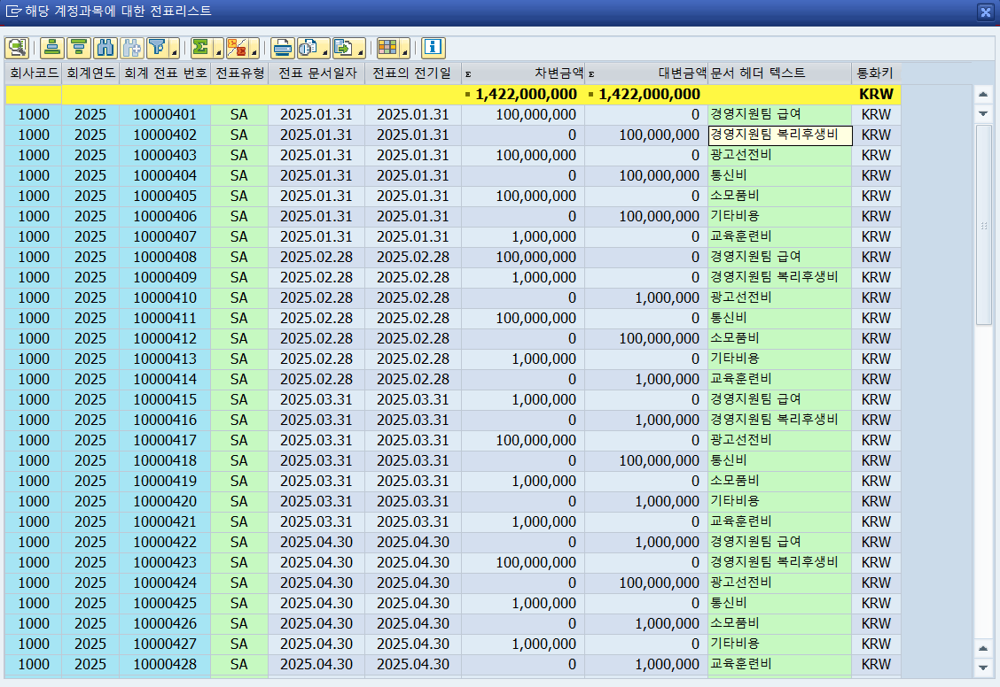 해당 계정과목에 대한 전표리스트
회사코드 회계연도 회계 전표 번호 전표유형 전표 문서일자 전표의 전기일 Σ 차변금액 Σ 대변금액 문서 헤더 텍스트 통화키
1,422,000,000 1,422,000,000 KRW
1000 2025 10000401 SA 2025.01.31 2025.01.31 100,000,000 0 경영지원팀 급여 KRW
1000 2025 10000402 SA 2025.01.31 2025.01.31 0 100,000,000 경영지원팀 복리후생비 KRW
1000 2025 10000403 SA 2025.01.31 2025.01.31 100,000,000 0 광고선전비 KRW
1000 2025 10000404 SA 2025.01.31 2025.01.31 0 100,000,000 통신비 KRW
1000 2025 10000405 SA 2025.01.31 2025.01.31 100,000,000 0 소모품비 KRW
1000 2025 10000406 SA 2025.01.31 2025.01.31 0 100,000,000 기타비용 KRW
1000 2025 10000407 SA 2025.01.31 2025.01.31 1,000,000 0 교육훈련비 KRW
1000 2025 10000408 SA 2025.02.28 2025.02.28 100,000,000 0 경영지원팀 급여 KRW
1000 2025 10000409 SA 2025.02.28 2025.02.28 1,000,000 0 경영지원팀 복리후생비 KRW
1000 2025 10000410 SA 2025.02.28 2025.02.28 0 1,000,000 광고선전비 KRW
1000 2025 10000411 SA 2025.02.28 2025.02.28 100,000,000 0 통신비 KRW
1000 2025 10000412 SA 2025.02.28 2025.02.28 0 100,000,000 소모품비 KRW
1000 2025 10000413 SA 2025.02.28 2025.02.28 1,000,000 0 기타비용 KRW
1000 2025 10000414 SA 2025.02.28 2025.02.28 0 1,000,000 교육훈련비 KRW
1000 2025 10000415 SA 2025.03.31 2025.03.31 1,000,000 0 경영지원팀 급여 KRW
1000 2025 10000416 SA 2025.03.31 2025.03.31 0 1,000,000 경영지원팀 복리후생비 KRW
1000 2025 10000417 SA 2025.03.31 2025.03.31 100,000,000 0 광고선전비 KRW
1000 2025 10000418 SA 2025.03.31 2025.03.31 0 100,000,000 통신비 KRW
1000 2025 10000419 SA 2025.03.31 2025.03.31 1,000,000 0 소모품비 KRW
1000 2025 10000420 SA 2025.03.31 2025.03.31 0 1,000,000 기타비용 KRW
1000 2025 10000421 SA 2025.03.31 2025.03.31 1,000,000 0 교육훈련비 KRW
1000 2025 10000422 SA 2025.04.30 2025.04.30 0 1,000,000 경영지원팀 급여 KRW
1000 2025 10000423 SA 2025.04.30 2025.04.30 100,000,000 0 경영지원팀 복리후생비 KRW
1000 2025 10000424 SA 2025.04.30 2025.04.30 0 100,000,000 광고선전비 KRW
1000 2025 10000425 SA 2025.04.30 2025.04.30 1,000,000 0 통신비 KRW
1000 2025 10000426 SA 2025.04.30 2025.04.30 0 1,000,000 소모품비 KRW
1000 2025 10000427 SA 2025.04.30 2025.04.30 1,000,000 0 기타비용 KRW
1000 2025 10000428 SA 2025.04.30 2025.04.30 0 1,000,000 교육훈련비 KRW